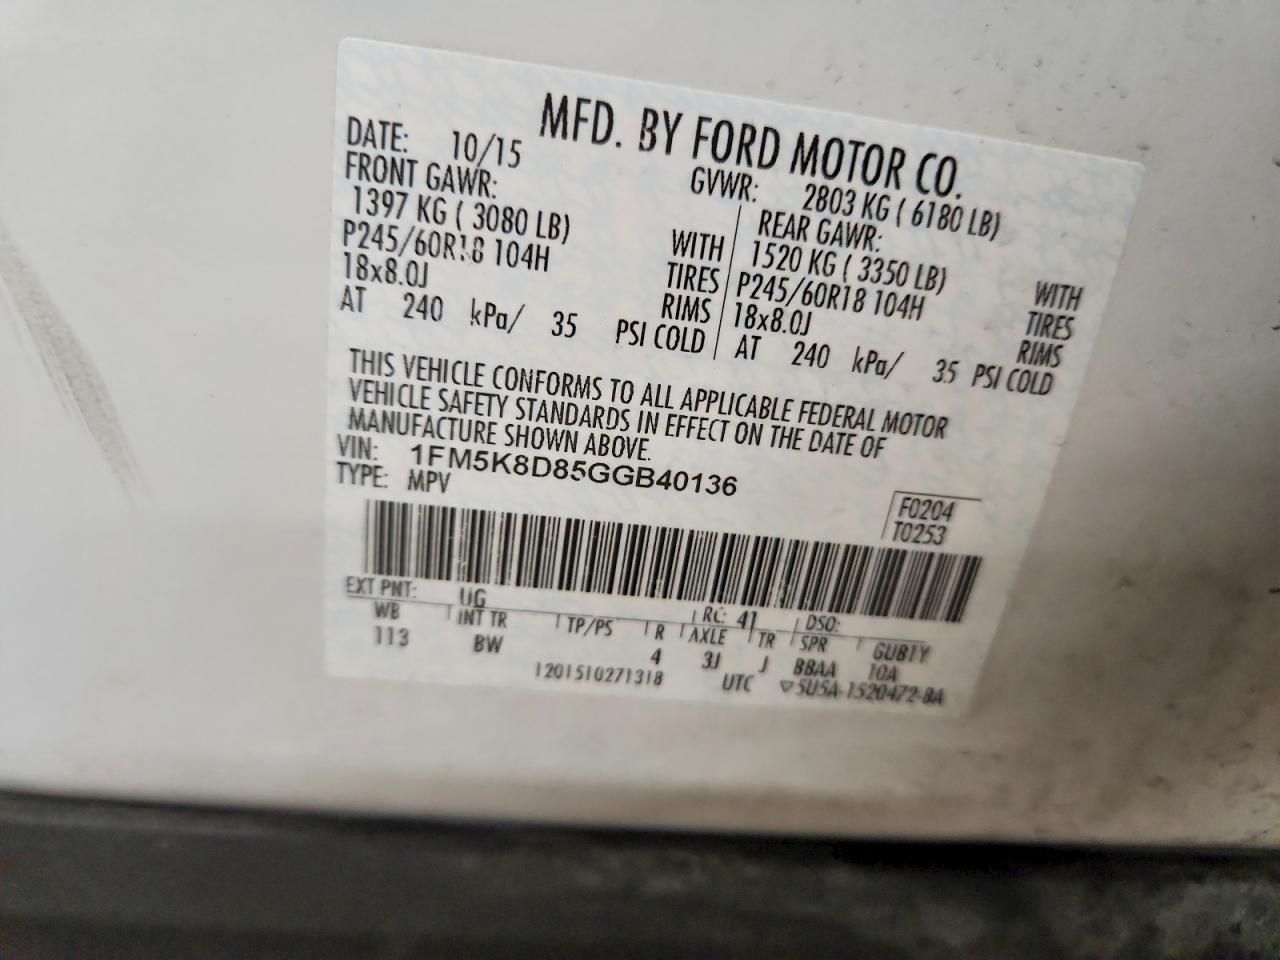 MFD. BY FORD MOTOR CO.
DATE: 10/15 GVWR: 2803 KG ( 6180 LB)
FRONT GAWR: REAR GAWR:
1397 KG ( 3080 LB) WITH 1520 KG ( 3350 LB) WITH
P245/60R18 104H TIRES P245/60R18 104H TIRES
18x8.0J RIMS 18x8.0J RIMS
AT 240 kPa/ 35 PSI COLD AT 240 kPa/ 35 PSI COLD
THIS VEHICLE CONFORMS TO ALL APPLICABLE FEDERAL MOTOR
VEHICLE SAFETY STANDARDS IN EFFECT ON THE DATE OF
MANUFACTURE SHOWN ABOVE.
VIN: 1FM5K8D85GGB40136
TYPE: MPV
F0204
T0253
EXT PNT: UG RC: 41 DSO:
WB INT TR TP/PS R AXLE TR SPR GUBTY
113 BW 4 3J J BBAA 10A
1201510271318 UTC ▽5U5A-1520472-BA